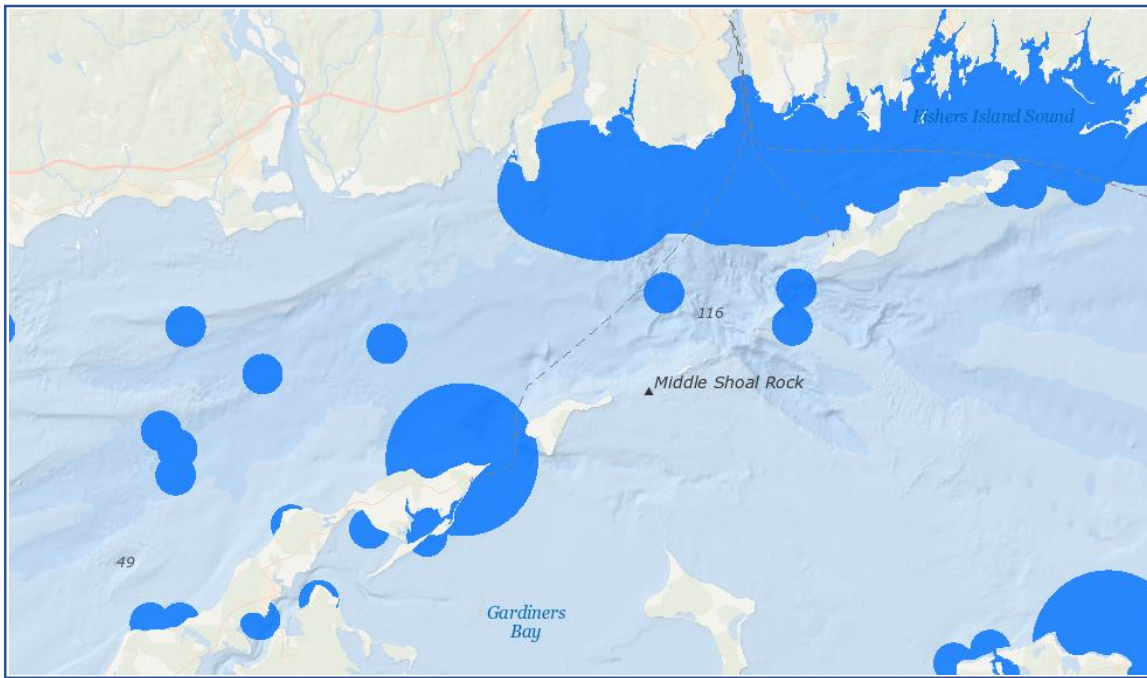 Fishers Island Sound
116
Middle Shoal Rock
49
Gardiners
Bay